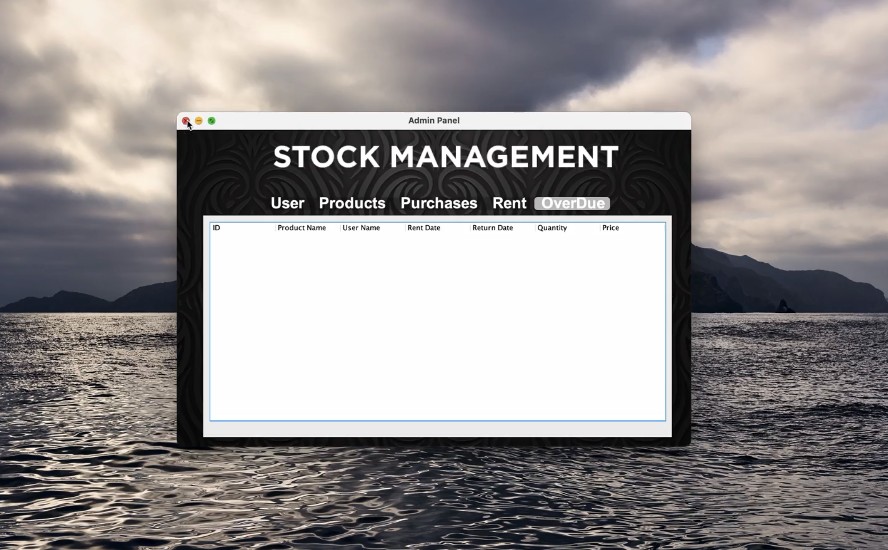 Admin Panel
STOCK MANAGEMENT
User Products Purchases Rent OverDue
ID Product Name User Name Rent Date Return Date Quantity Price